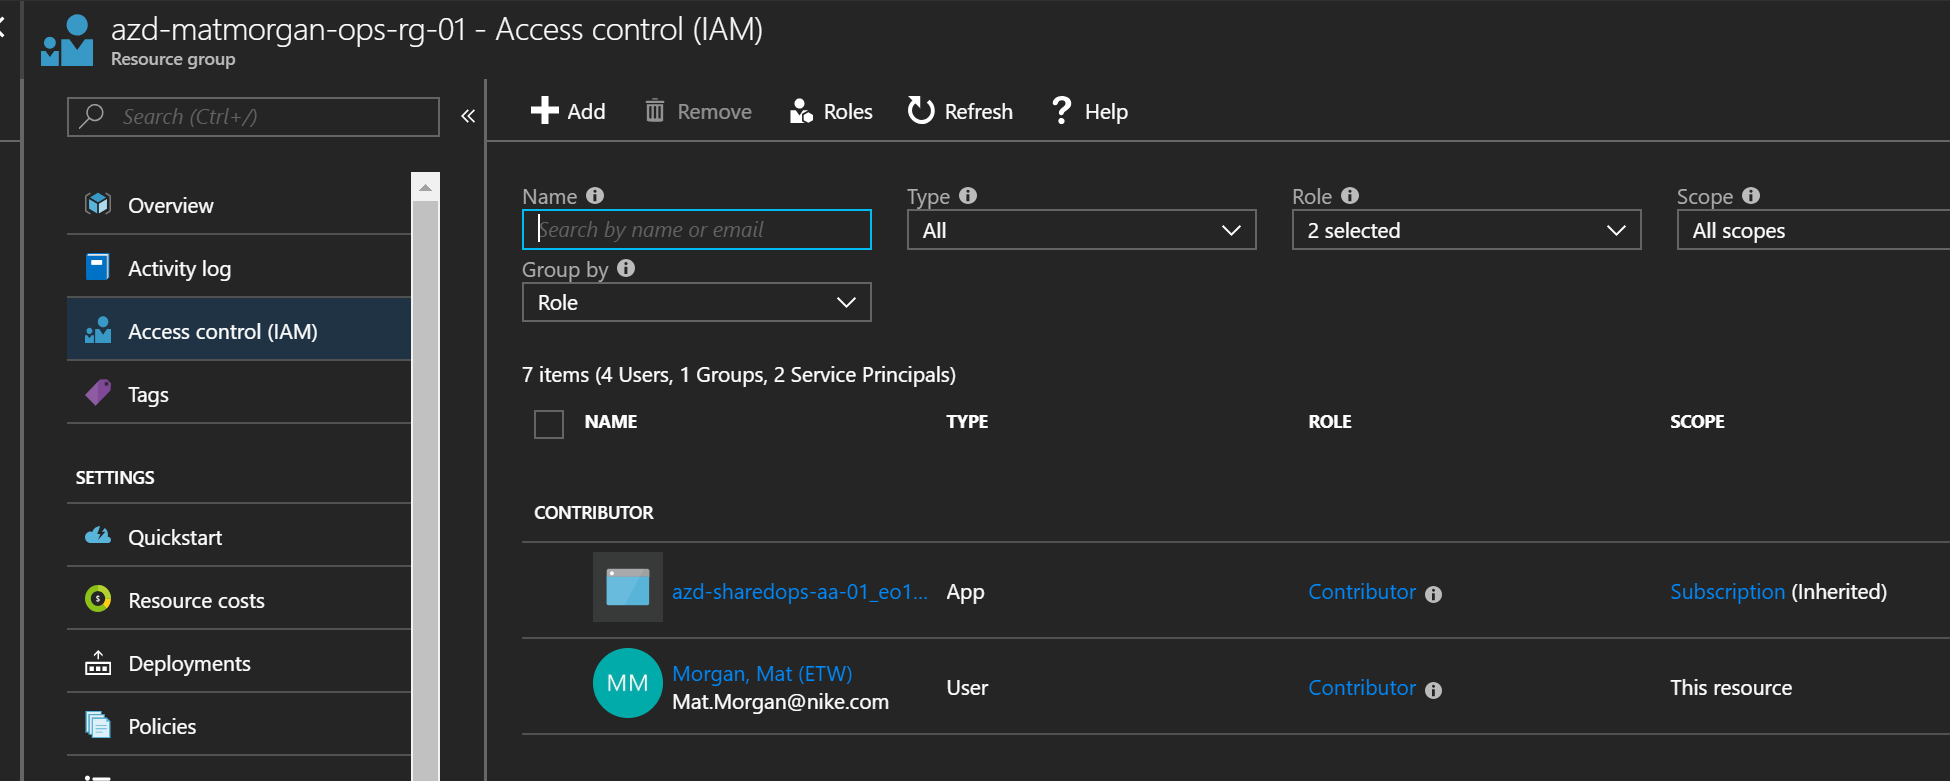 azd-matmorgan-ops-rg-01 - Access control (IAM)
Resource group
Search (Ctrl+/)
Overview
Activity log
Access control (IAM)
Tags
SETTINGS
Quickstart
Resource costs
Deployments
Policies
Add
Remove
Roles
Refresh
Help
Name
Type
Role
Scope
Search by name or email
All
2 selected
All scopes
Group by
Role
7 items (4 Users, 1 Groups, 2 Service Principals)
NAME TYPE ROLE SCOPE
CONTRIBUTOR
azd-sharedops-aa-01_eo1... App Contributor Subscription (Inherited)
MM
Morgan, Mat (ETW)
Mat.Morgan@nike.com
User Contributor This resource